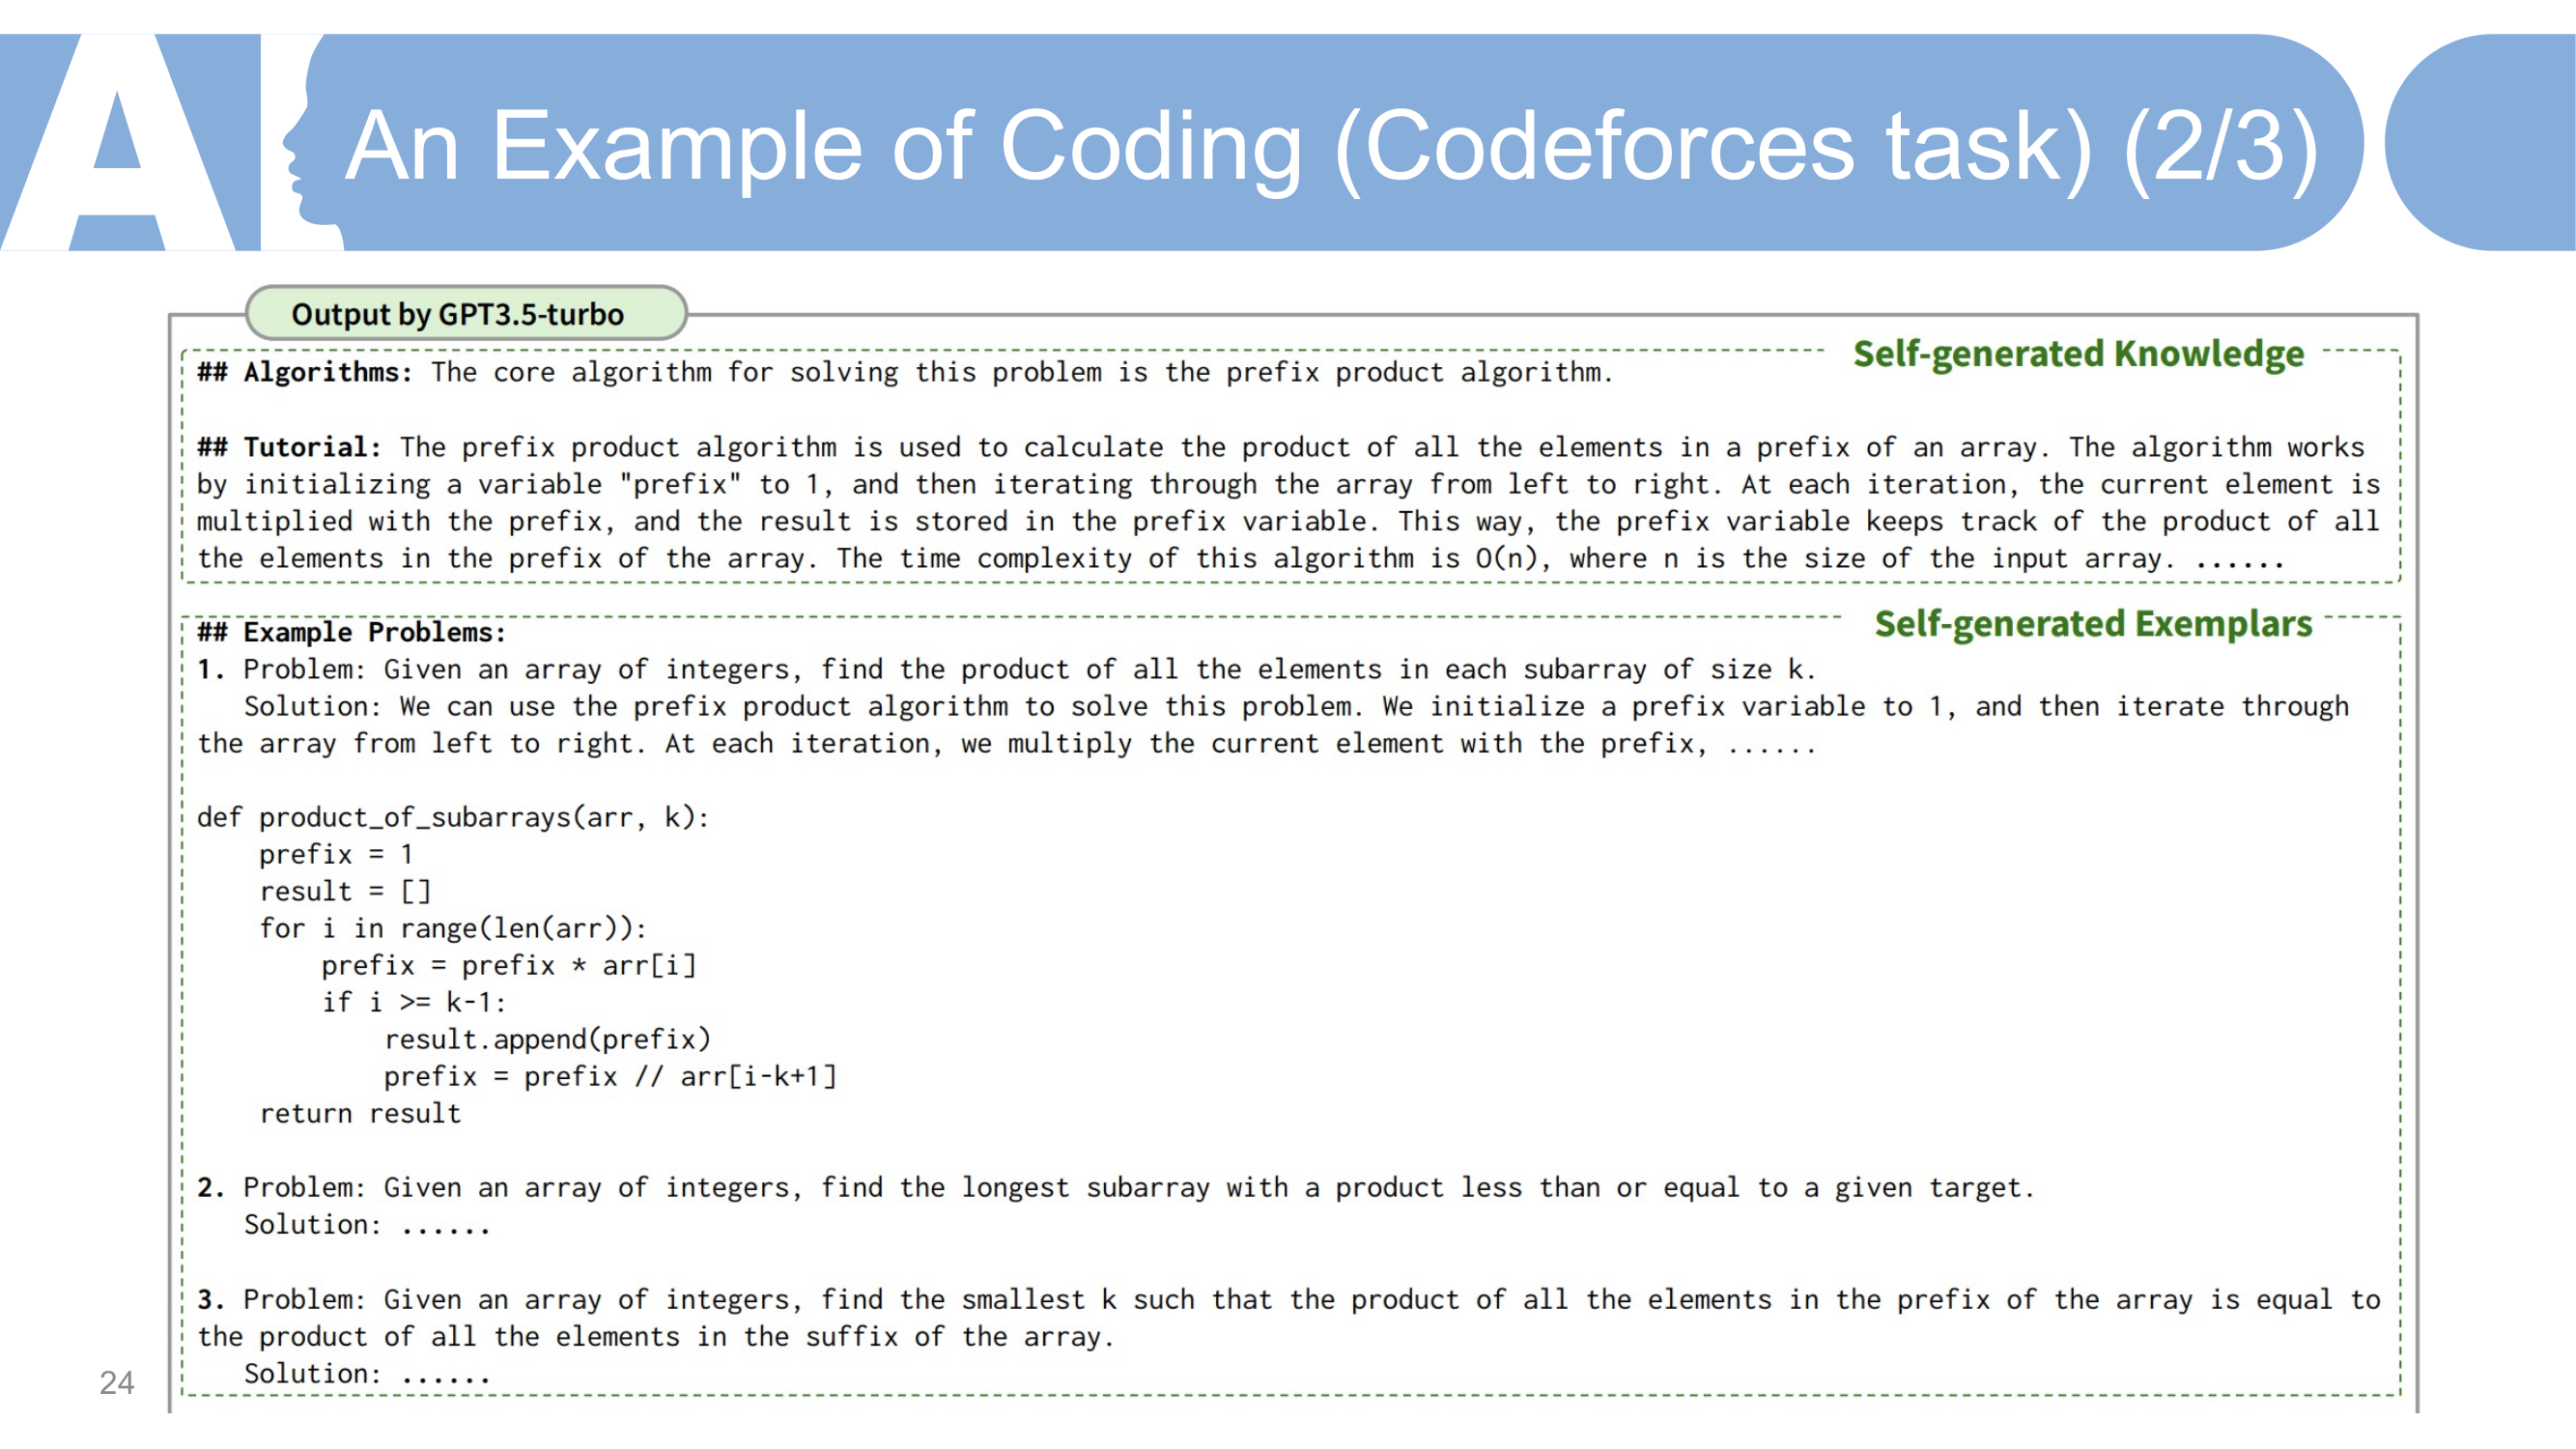 AI
An Example of Coding (Codeforces task) (2/3)
Output by GPT3.5-turbo
Self-generated Knowledge
## Algorithms: The core algorithm for solving this problem is the prefix product algorithm.
## Tutorial: The prefix product algorithm is used to calculate the product of all the elements in a prefix of an array. The algorithm works
by initializing a variable "prefix" to 1, and then iterating through the array from left to right. At each iteration, the current element is
multiplied with the prefix, and the result is stored in the prefix variable. This way, the prefix variable keeps track of the product of all
the elements in the prefix of the array. The time complexity of this algorithm is O(n), where n is the size of the input array. ......
Self-generated Exemplars
## Example Problems:
1. Problem: Given an array of integers, find the product of all the elements in each subarray of size k.
Solution: We can use the prefix product algorithm to solve this problem. We initialize a prefix variable to 1, and then iterate through
the array from left to right. At each iteration, we multiply the current element with the prefix, ......
def product_of_subarrays(arr, k):
    prefix = 1
    result = []
    for i in range(len(arr)):
        prefix = prefix * arr[i]
        if i >= k-1:
            result.append(prefix)
            prefix = prefix // arr[i-k+1]
    return result
2. Problem: Given an array of integers, find the longest subarray with a product less than or equal to a given target.
Solution: ......
3. Problem: Given an array of integers, find the smallest k such that the product of all the elements in the prefix of the array is equal to
the product of all the elements in the suffix of the array.
Solution: ......
24